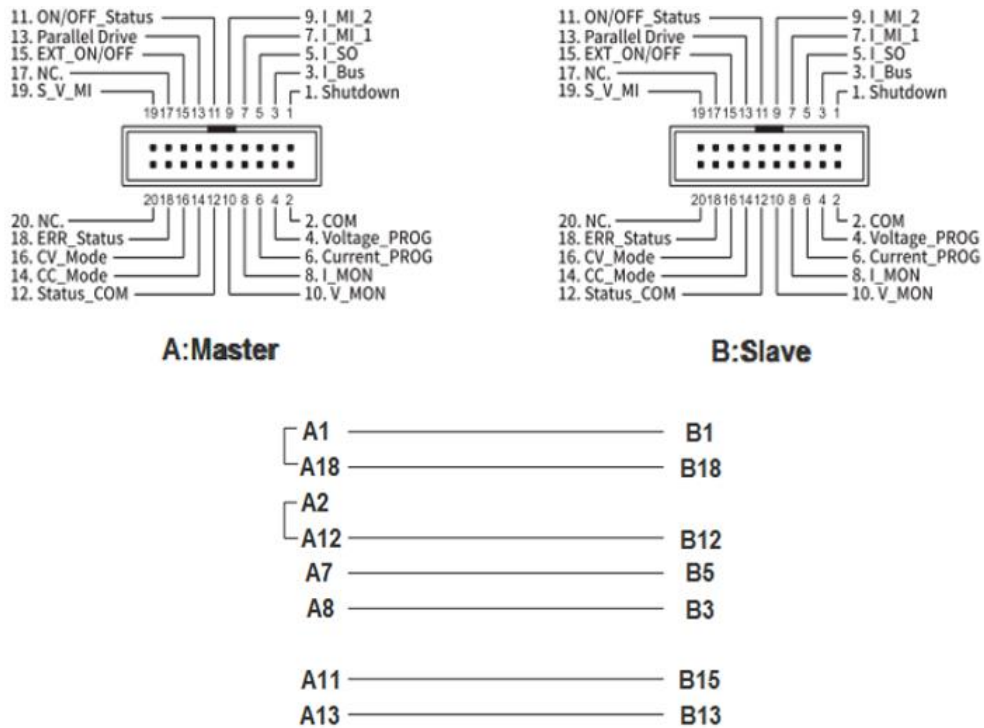 11. ON/OFF_Status
13. Parallel Drive
15. EXT_ON/OFF
17. NC.
19. S_V_MI
9. I_MI_2
7. I_MI_1
5. I_SO
3. I_Bus
1. Shutdown
19 17 15 13 11 9 7 5 3 1
20 18 16 14 12 10 8 6 4 2
20. NC.
18. ERR_Status
16. CV_Mode
14. CC_Mode
12. Status_COM
2. COM
4. Voltage_PROG
6. Current_PROG
8. I_MON
10. V_MON
A:Master
11. ON/OFF_Status
13. Parallel Drive
15. EXT_ON/OFF
17. NC.
19. S_V_MI
9. I_MI_2
7. I_MI_1
5. I_SO
3. I_Bus
1. Shutdown
19 17 15 13 11 9 7 5 3 1
20 18 16 14 12 10 8 6 4 2
20. NC.
18. ERR_Status
16. CV_Mode
14. CC_Mode
12. Status_COM
2. COM
4. Voltage_PROG
6. Current_PROG
8. I_MON
10. V_MON
B:Slave
A1 B1
A18 B18
A2
A12 B12
A7 B5
A8 B3
A11 B15
A13 B13